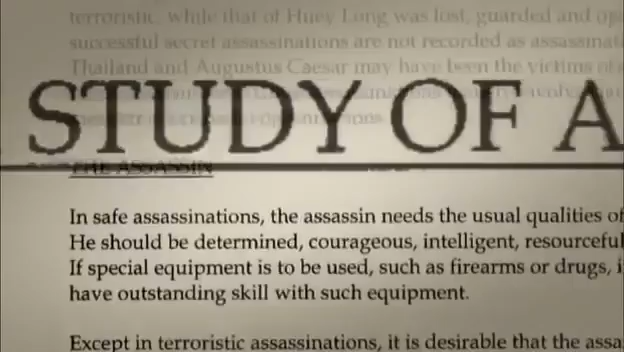 terroristic, while that of Huey Long was lost, guarded and op
successful secret assassinations are not recorded as assassinat
Thailand and Augustus Caesar may have been the victims of
STUDY OF A
THE ASSASSIN
In safe assassinations, the assassin needs the usual qualities of
He should be determined, courageous, intelligent, resourceful
If special equipment is to be used, such as firearms or drugs, i
have outstanding skill with such equipment.
Except in terroristic assassinations, it is desirable that the assa